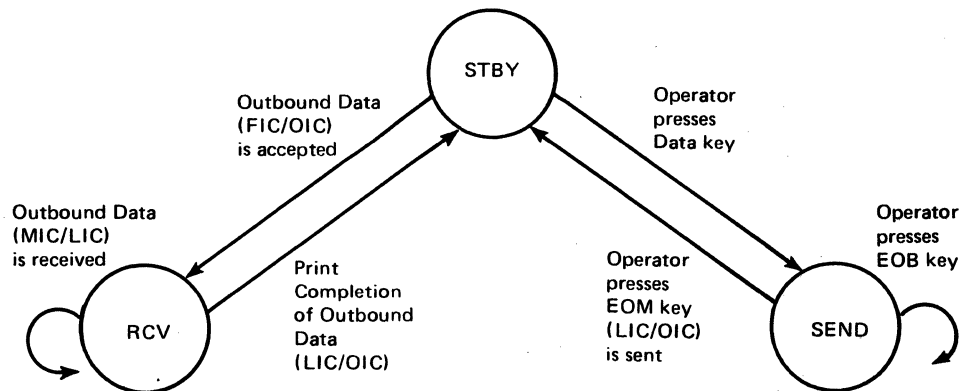 STBY
Outbound Data
(FIC/OIC)
is accepted
Operator
presses
Data key
Outbound Data
(MIC/LIC)
is received
Print
Completion
of Outbound
Data
(LIC/OIC)
Operator
presses
EOM key
(LIC/OIC)
is sent
Operator
presses
EOB key
RCV
SEND